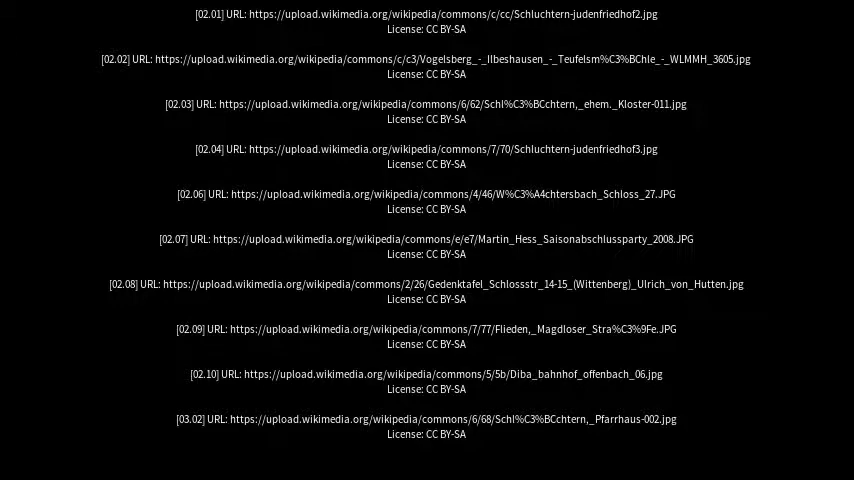 [02.01] URL: https://upload.wikimedia.org/wikipedia/commons/c/cc/Schluchtern-judenfriedhof2.jpg
License: CC BY-SA
[02.02] URL: https://upload.wikimedia.org/wikipedia/commons/c/c3/Vogelsberg_-_Ilbeshausen_-_Teufelsm%C3%BChle_-_WLMMH_3605.jpg
License: CC BY-SA
[02.03] URL: https://upload.wikimedia.org/wikipedia/commons/6/62/Schl%C3%BCchtern,_ehem._Kloster-011.jpg
License: CC BY-SA
[02.04] URL: https://upload.wikimedia.org/wikipedia/commons/7/70/Schluchtern-judenfriedhof3.jpg
License: CC BY-SA
[02.06] URL: https://upload.wikimedia.org/wikipedia/commons/4/46/W%C3%A4chtersbach_Schloss_27.JPG
License: CC BY-SA
[02.07] URL: https://upload.wikimedia.org/wikipedia/commons/e/e7/Martin_Hess_Saisonabschlussparty_2008.JPG
License: CC BY-SA
[02.08] URL: https://upload.wikimedia.org/wikipedia/commons/2/26/Gedenktafel_Schlossstr_14-15_(Wittenberg)_Ulrich_von_Hutten.jpg
License: CC BY-SA
[02.09] URL: https://upload.wikimedia.org/wikipedia/commons/7/77/Flieden,_Magdloser_Stra%C3%9Fe.JPG
License: CC BY-SA
[02.10] URL: https://upload.wikimedia.org/wikipedia/commons/5/5b/Diba_bahnhof_offenbach_06.jpg
License: CC BY-SA
[03.02] URL: https://upload.wikimedia.org/wikipedia/commons/6/68/Schl%C3%BCchtern,_Pfarrhaus-002.jpg
License: CC BY-SA